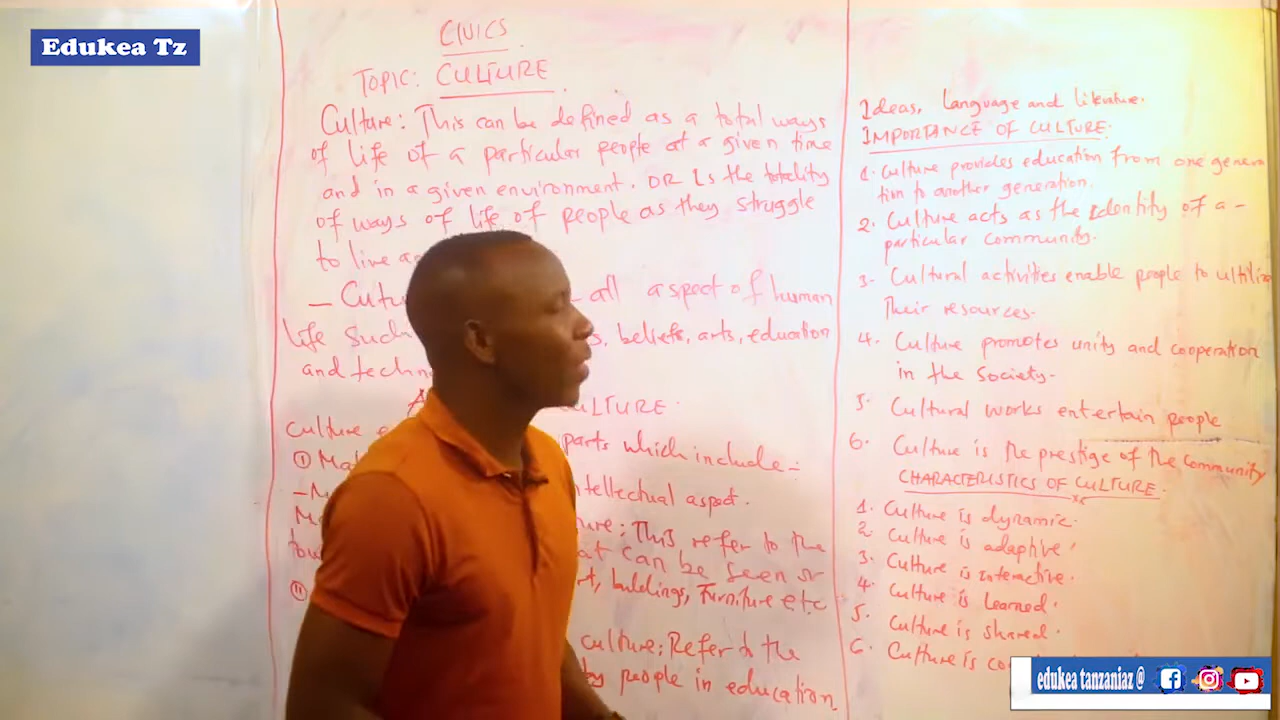 Edukea Tz
CIVICS
TOPIC: CULTURE
Culture: This can be defined as a total ways
of life of a particular people at a given time
and in a given environment. OR Is the totality
of ways of life of people as they struggle
to live
all aspect of human
life such beliefs, arts, education
and
CULTURE.
Culture parts which include:-
①
intellectual aspect.
This refer to the
can be seen or
buildings, Furniture etc
⑪
culture: Refer to the
by people in education
Ideas, Language and literature.
IMPORTANCE OF CULTURE:
1. Culture provides education from one genera
tion to another generation.
2. Culture acts as the identity of a -
particular community.
3. Cultural activities enable people to ultilize
Their resources.
4. Culture promotes unity and cooperation
in the society.
5. Cultural works entertain people
6. Culture is the prestige of the community
CHARACTERISTICS OF CULTURE.
1. Culture is dynamic.
2. Culture is adaptive.
3. Culture is interactive.
4. Culture is learned.
5. Culture is shared.
6. Culture is
edukea tanzaniaz @